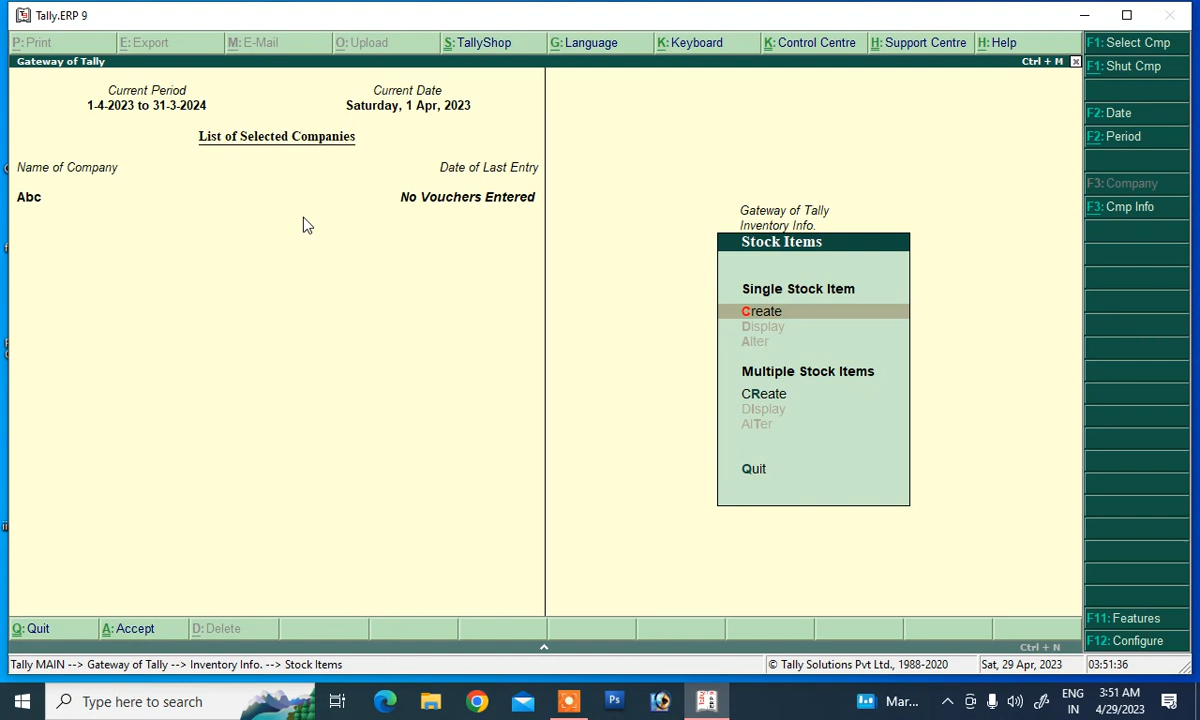 Tally.ERP 9
P: Print
E: Export
M: E-Mail
O: Upload
S: TallyShop
G: Language
K: Keyboard
K: Control Centre
H: Support Centre
H: Help
F1: Select Cmp
Gateway of Tally
Ctrl + M
F1: Shut Cmp
Current Period
Current Date
1-4-2023 to 31-3-2024
Saturday, 1 Apr, 2023
F2: Date
List of Selected Companies
F2: Period
Name of Company
Date of Last Entry
F3: Company
Abc
No Vouchers Entered
F3: Cmp Info
Gateway of Tally
Inventory Info.
Stock Items
Single Stock Item
Create
Display
Alter
Multiple Stock Items
CReate
DIsplay
AlTer
Quit
F11: Features
Q: Quit
A: Accept
D: Delete
F12: Configure
Ctrl + N
Tally MAIN --> Gateway of Tally --> Inventory Info. --> Stock Items
© Tally Solutions Pvt Ltd., 1988-2020
Sat, 29 Apr, 2023
03:51:36
Type here to search
Ps
Mar...
ENG
IN
3:51 AM
4/29/2023